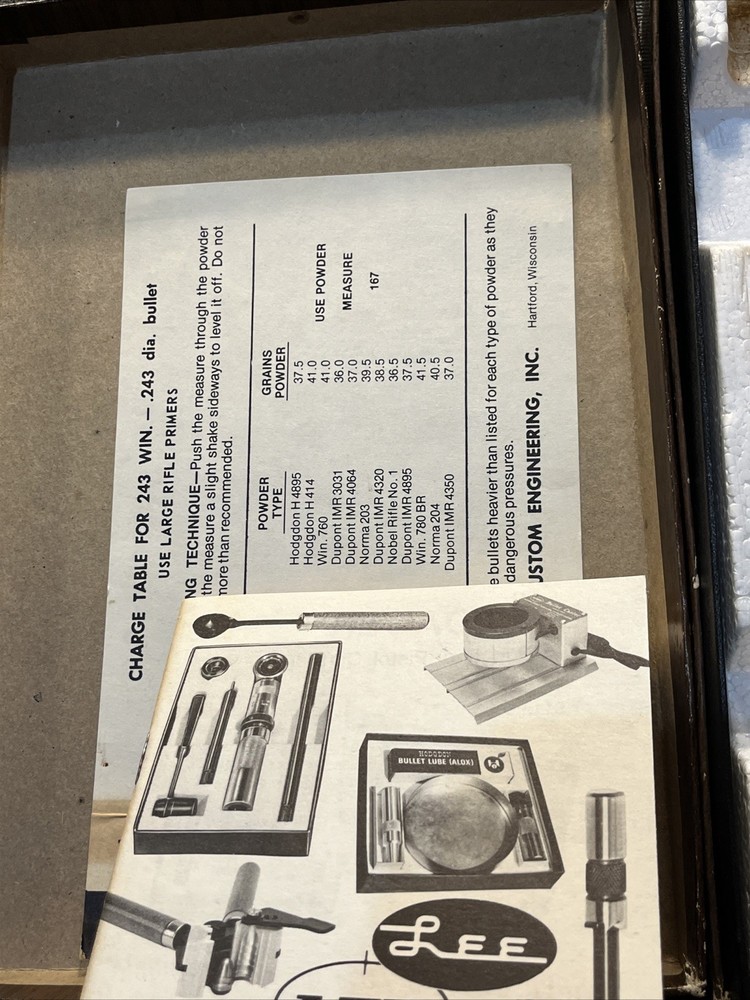 CHARGE TABLE FOR 243 WIN. — .243 dia. bullet
USE LARGE RIFLE PRIMERS
TECHNIQUE—Push the measure through the powder
the measure a slight shake sideways to level it off. Do not
more than recommended.
POWDER TYPE GRAINS POWDER
Hodgdon H 4895 37.5
Hodgdon H 414 41.0
Win. 760 41.0
Dupont IMR 3031 36.0
Dupont IMR 4064 37.0
Norma 203 39.5
Dupont IMR 4320 38.5
Nobel Rifle No. 1 36.5
Dupont IMR 4895 37.5
Win. 780 BR 41.5
Norma 204 40.5
Dupont IMR 4350 37.0
USE POWDER
MEASURE
167
bullets heavier than listed for each type of powder as they
dangerous pressures.
ENGINEERING, INC. Hartford, Wisconsin
HODGDON
BULLET LUBE (ALOX)
LEE